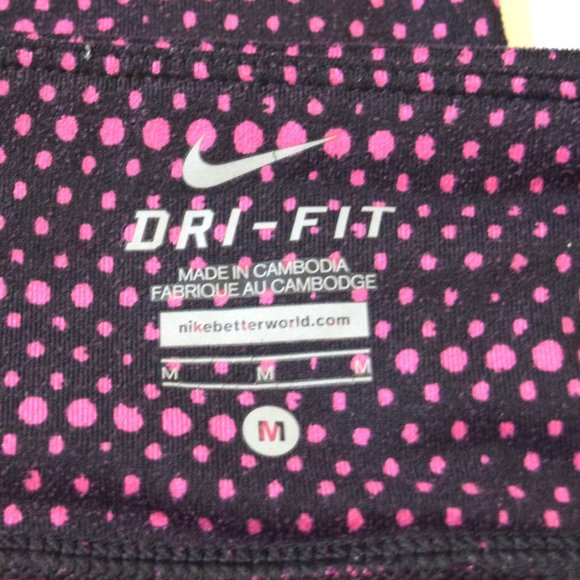 DRI-FIT
MADE IN CAMBODIA
FABRIQUE AU CAMBODGE
nikebetterworld.com
M M M
M